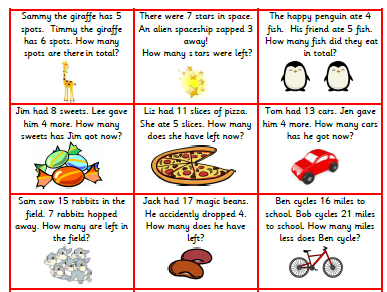 Sammy the giraffe has 5
spots.  Timmy the giraffe
has 6 spots. How many
spots are there in total?
There were 7 stars in space.
An alien spaceship zapped 3
away!
How many s tars were left?
The happy penguin ate 4
fish.  His friend ate 5 fish.
How many fish did they eat
in total?
Jim had 8 sweets. Lee gave
him 4 more. How many
sweets has Jim got now?
Liz had 11 slices of pizza.
She ate 5 slices. How many
does she have left now?
Tom had 13 cars. Jen gave
him 4 more. How many cars
has he got now?
Sam saw 15 rabbits in the
field. 7 rabbits hopped
away. How many are left in
the field?
Jack had 17 magic beans.
He accidently dropped 4.
How many does he have
left?
Ben cycles 16 miles to
school. Bob cycles 21 miles
to school. How many miles
less does Ben cycle?